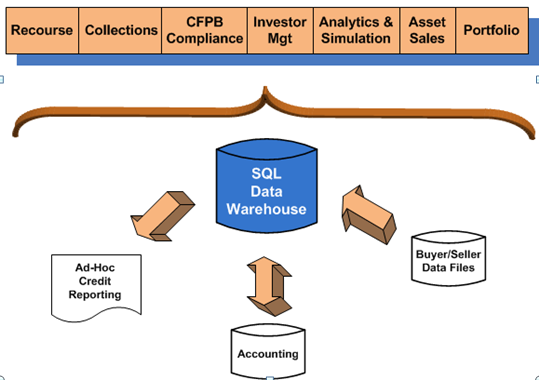 Recourse
Collections
CFPB
Compliance
Investor
Mgt
Analytics &
Simulation
Asset
Sales
Portfolio
SQL
Data
Warehouse
Buyer/Seller
Data Files
Ad-Hoc
Credit
Reporting
Accounting